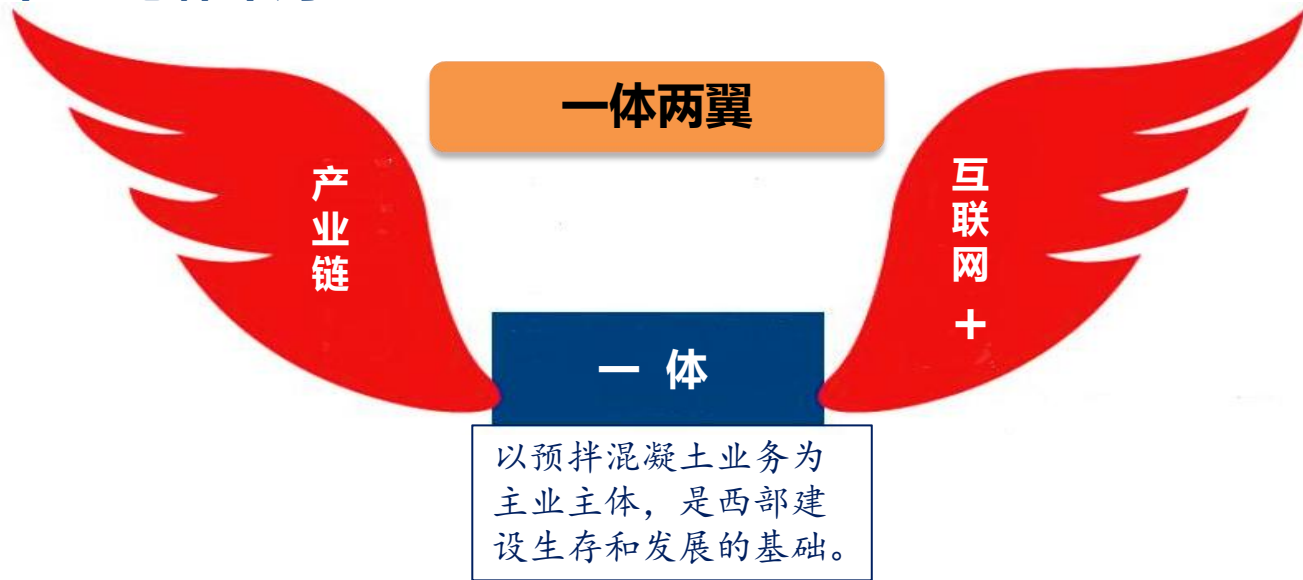 一体两翼
产
业
链
互
联
网
＋
一 体
以预拌混凝土业务为
主业主体，是西部建
设生存和发展的基础。